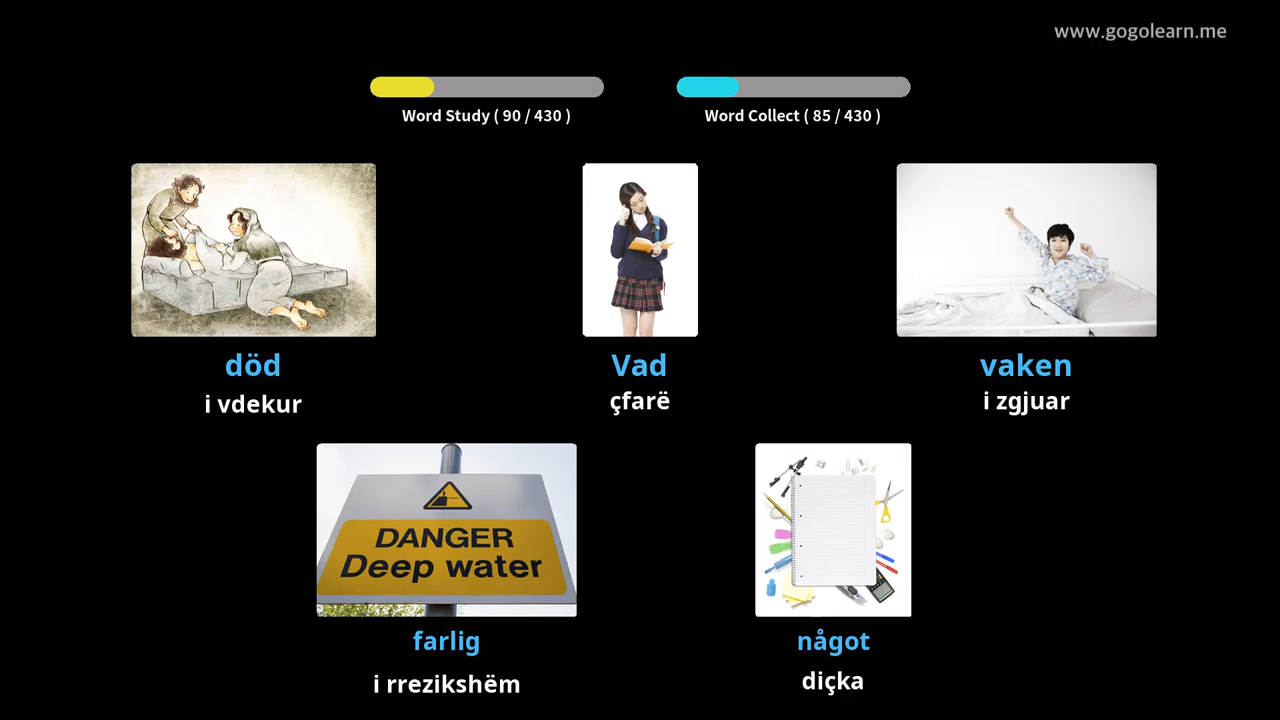 www.gogolearn.me
Word Study ( 90 / 430 )
Word Collect ( 85 / 430 )
död
i vdekur
Vad
çfarë
vaken
i zgjuar
DANGER
Deep water
farlig
i rrezikshëm
något
diçka